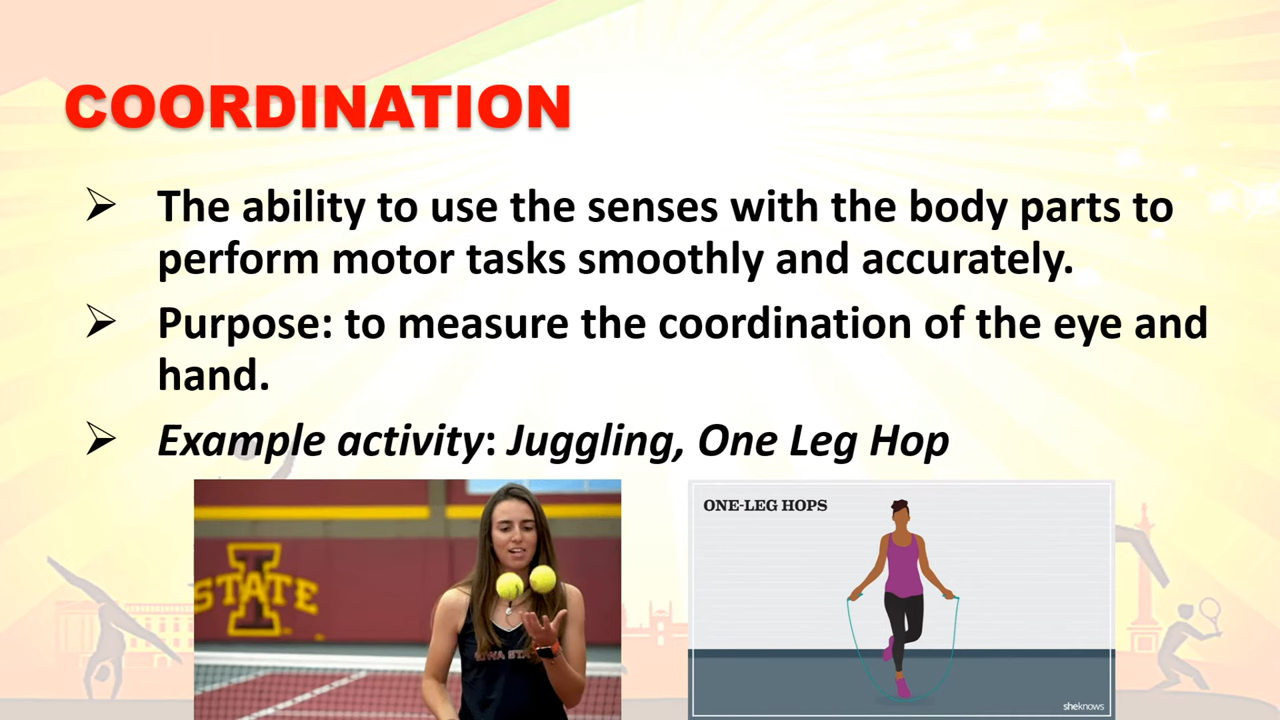 COORDINATION
➢ The ability to use the senses with the body parts to
perform motor tasks smoothly and accurately.
➢ Purpose: to measure the coordination of the eye and
hand.
➢ Example activity: Juggling, One Leg Hop
STATE
IOWA STA
ONE-LEG HOPS
sheknows